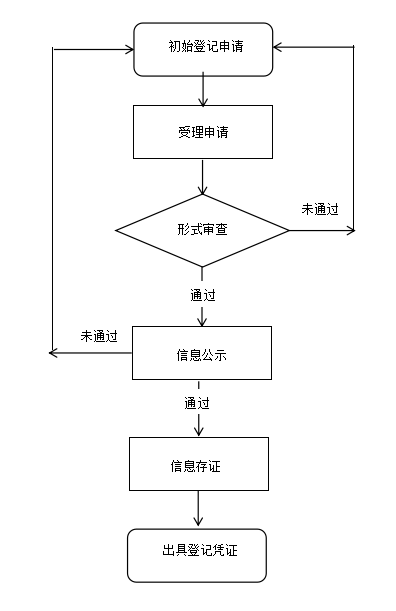 初始登记申请
受理申请
未通过
形式审查
通过
未通过
信息公示
通过
信息存证
出具登记凭证